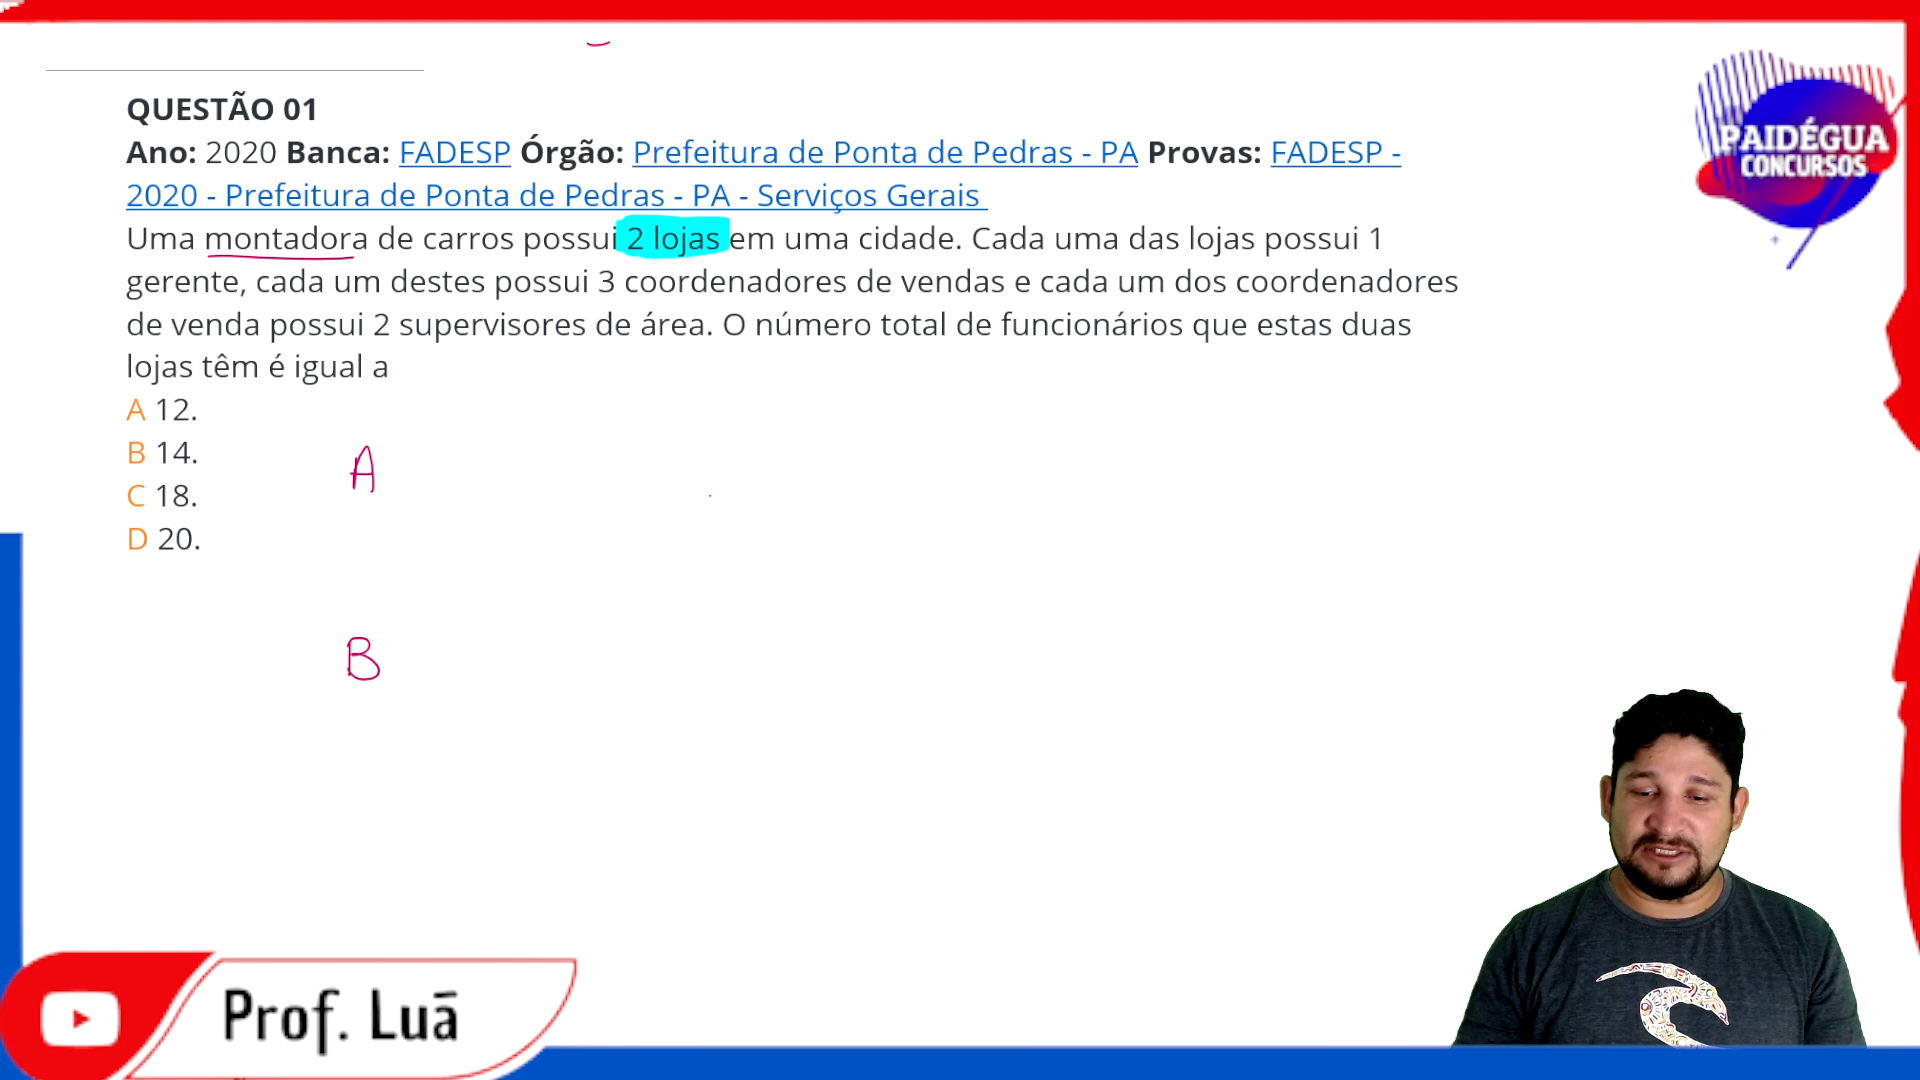 QUESTÃO 01
Ano: 2020 Banca: FADESP Órgão: Prefeitura de Ponta de Pedras - PA Provas: FADESP -
2020 - Prefeitura de Ponta de Pedras - PA - Serviços Gerais
Uma montadora de carros possui 2 lojas em uma cidade. Cada uma das lojas possui 1
gerente, cada um destes possui 3 coordenadores de vendas e cada um dos coordenadores
de venda possui 2 supervisores de área. O número total de funcionários que estas duas
lojas têm é igual a
A 12.
B 14.
C 18.
D 20.
A
B
PAIDÉGUA
CONCURSOS
Prof. Luã